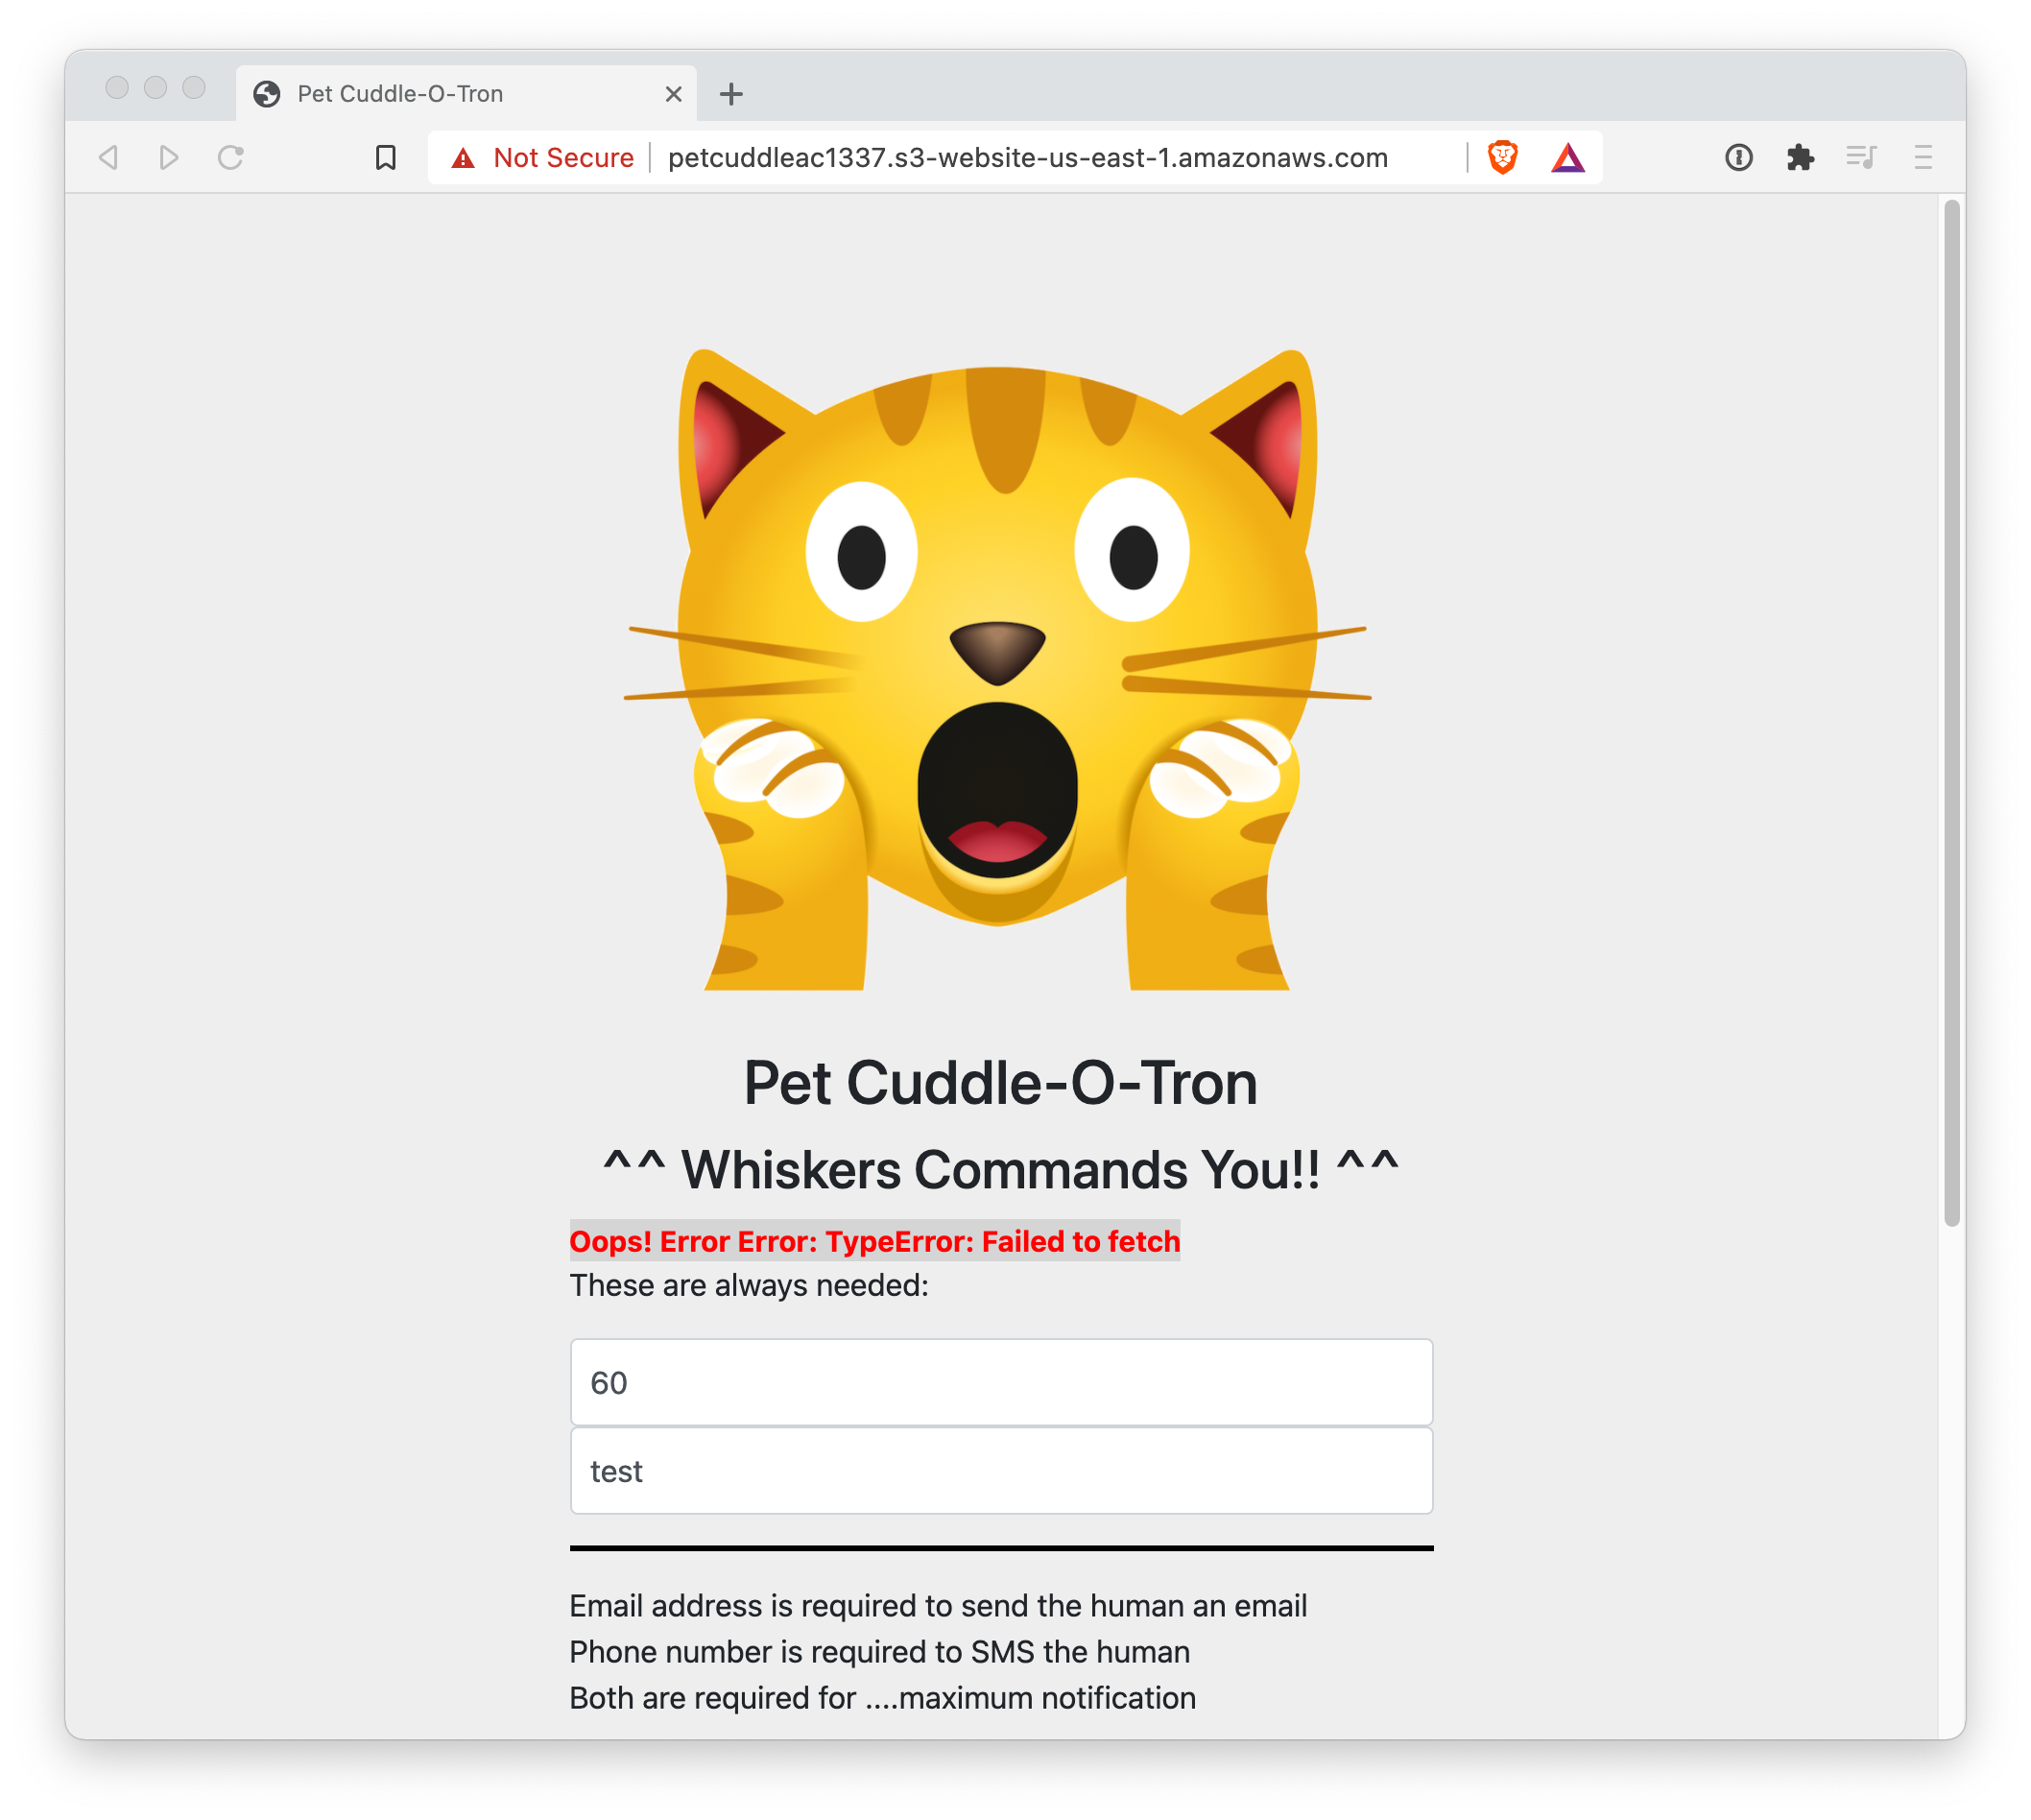 Pet Cuddle-O-Tron
Not Secure petcuddleac1337.s3-website-us-east-1.amazonaws.com
Pet Cuddle-O-Tron
^^ Whiskers Commands You!! ^^
Oops! Error Error: TypeError: Failed to fetch
These are always needed:
60
test
Email address is required to send the human an email
Phone number is required to SMS the human
Both are required for ....maximum notification